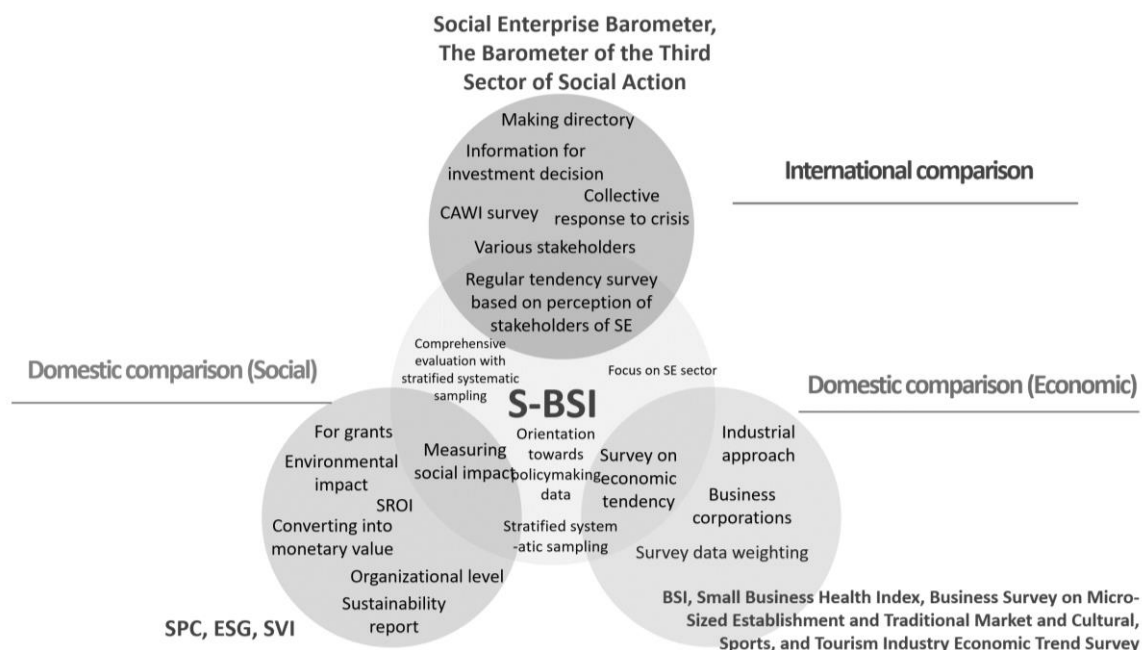 Social Enterprise Barometer,
The Barometer of the Third
Sector of Social Action
Making directory
Information for
investment decision
CAWI survey
Collective
response to crisis
Various stakeholders
Regular tendency survey
based on perception of
stakeholders of SE
International comparison
Domestic comparison (Social)
Comprehensive
evaluation with
stratified systematic
sampling
Focus on SE sector
S-BSI
Domestic comparison (Economic)
For grants
Environmental
impact
Measuring
social impact
SROI
Converting into
monetary value
Organizational level
Sustainability
report
Orientation
towards
policymaking
data
Stratified system
-atic sampling
Survey on
economic
tendency
Industrial
approach
Business
corporations
Survey data weighting
SPC, ESG, SVI
BSI, Small Business Health Index, Business Survey on Micro-
Sized Establishment and Traditional Market and Cultural,
Sports, and Tourism Industry Economic Trend Survey